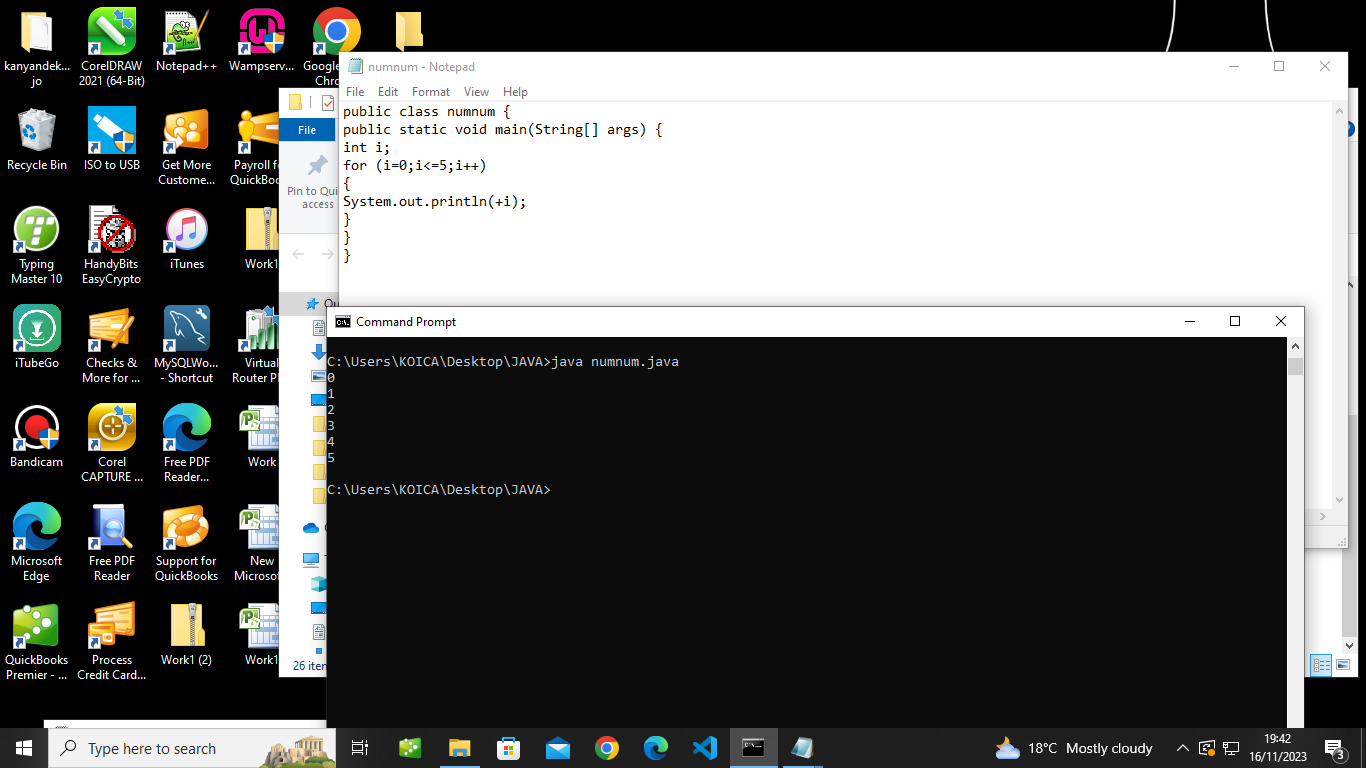 kanyandek... jo
CorelDRAW 2021 (64-Bit)
Notepad++
Wampserv...
Google Chro
Recycle Bin
ISO to USB
Get More Custome...
Payroll f QuickBoo
Typing Master 10
HandyBits EasyCrypto
iTunes
Work1
iTubeGo
Checks & More for ...
MySQLWo... - Shortcut
Virtual Router P
Bandicam
Corel CAPTURE ...
Free PDF Reader...
Work
Microsoft Edge
Free PDF Reader
Support for QuickBooks
New Microsof
QuickBooks Premier - ...
Process Credit Card...
Work1 (2)
Work1
File
Pin to Qui
access
Qu
26 iten
numnum - Notepad
File Edit Format View Help
public class numnum {
public static void main(String[] args) {
int i;
for (i=0;i<=5;i++)
{
System.out.println(+i);
}
}
}
Command Prompt
C:\Users\KOICA\Desktop\JAVA>java numnum.java
0
1
2
3
4
5
C:\Users\KOICA\Desktop\JAVA>
Type here to search
18°C Mostly cloudy
19:42
16/11/2023
3